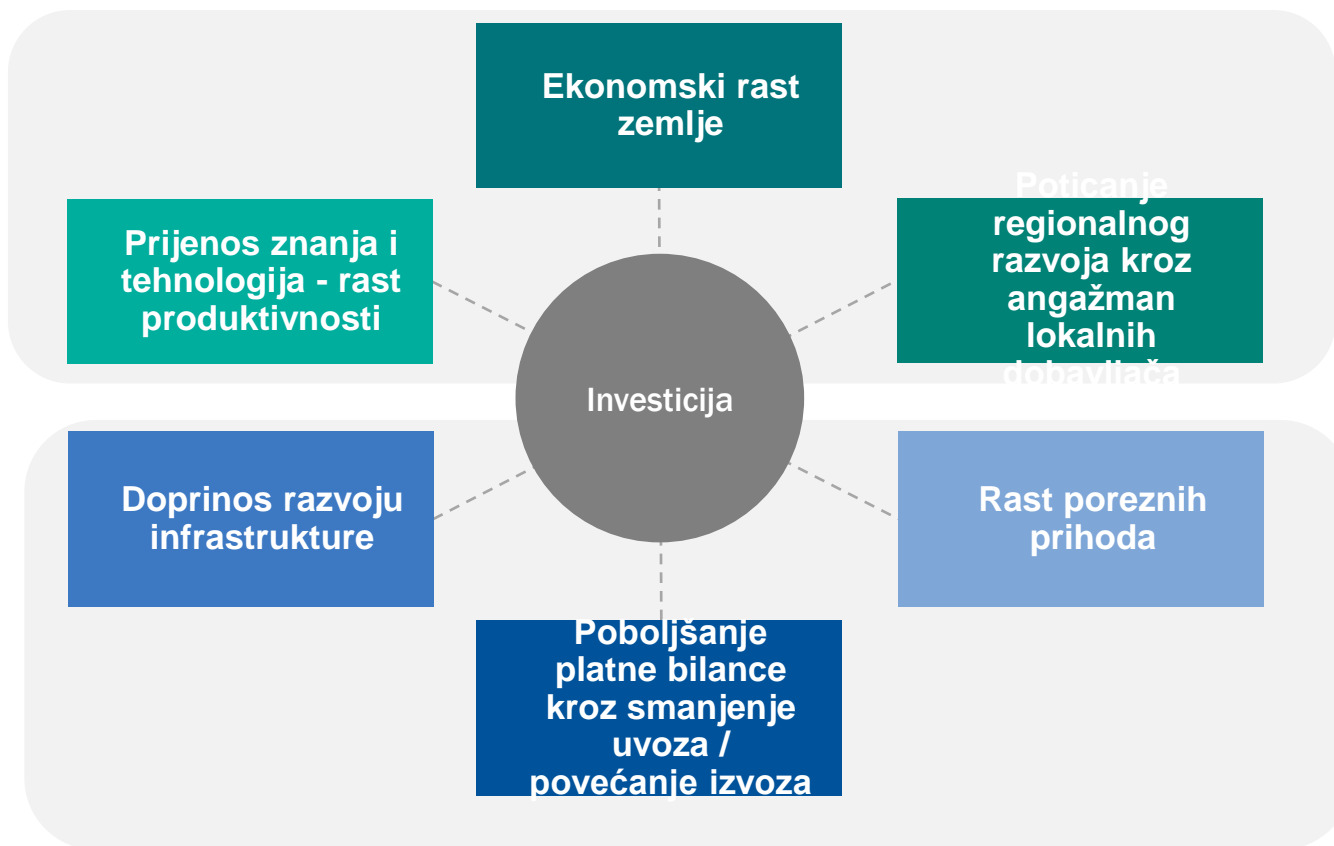 Ekonomski rast
zemlje
Prijenos znanja i
tehnologija - rast
produktivnosti
Poticanje
regionalnog
razvoja kroz
angažman
lokalnih
dobavljača
Investicija
Doprinos razvoju
infrastrukture
Rast poreznih
prihoda
Poboljšanje
platne bilance
kroz smanjenje
uvoza /
povećanje izvoza